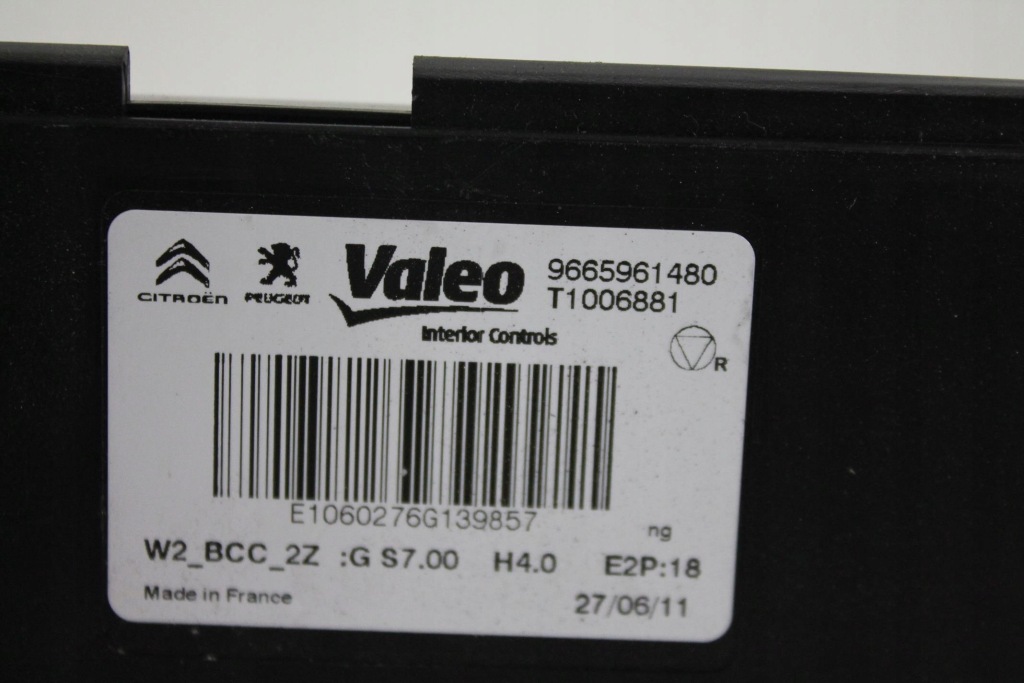 CITROËN PEUGEOT Valeo 9665961480
T1006881
Interior Controls
R
E1060276G139857
ng
W2_BCC_2Z :G S7.00 H4.0 E2P:18
Made in France 27/06/11